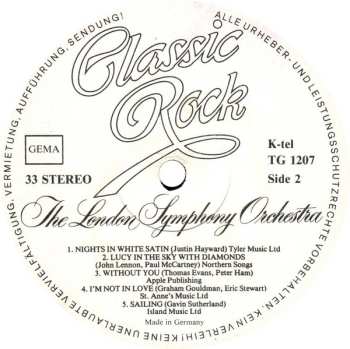 ALLE URHEBER- UND LEISTUNGSSCHUTZRECHTE VORBEHALTEN! KEIN VERLEIH! KEINE UNERLAUBTE VERVIELFÄLTIGUNG, VERMIETUNG, AUFFÜHRUNG, SENDUNG!
Classic
Rock
GEMA
K-tel
TG 1207
33 STEREO
Side 2
The London Symphony Orchestra
1. NIGHTS IN WHITE SATIN (Justin Hayward) Tyler Music Ltd
2. LUCY IN THE SKY WITH DIAMONDS
(John Lennon, Paul McCartney) Northern Songs
3. WITHOUT YOU (Thomas Evans, Peter Ham)
Apple Publishing
4. I'M NOT IN LOVE (Graham Gouldman, Eric Stewart)
St. Anne's Music Ltd
5. SAILING (Gavin Sutherland)
Island Music Ltd
Made in Germany